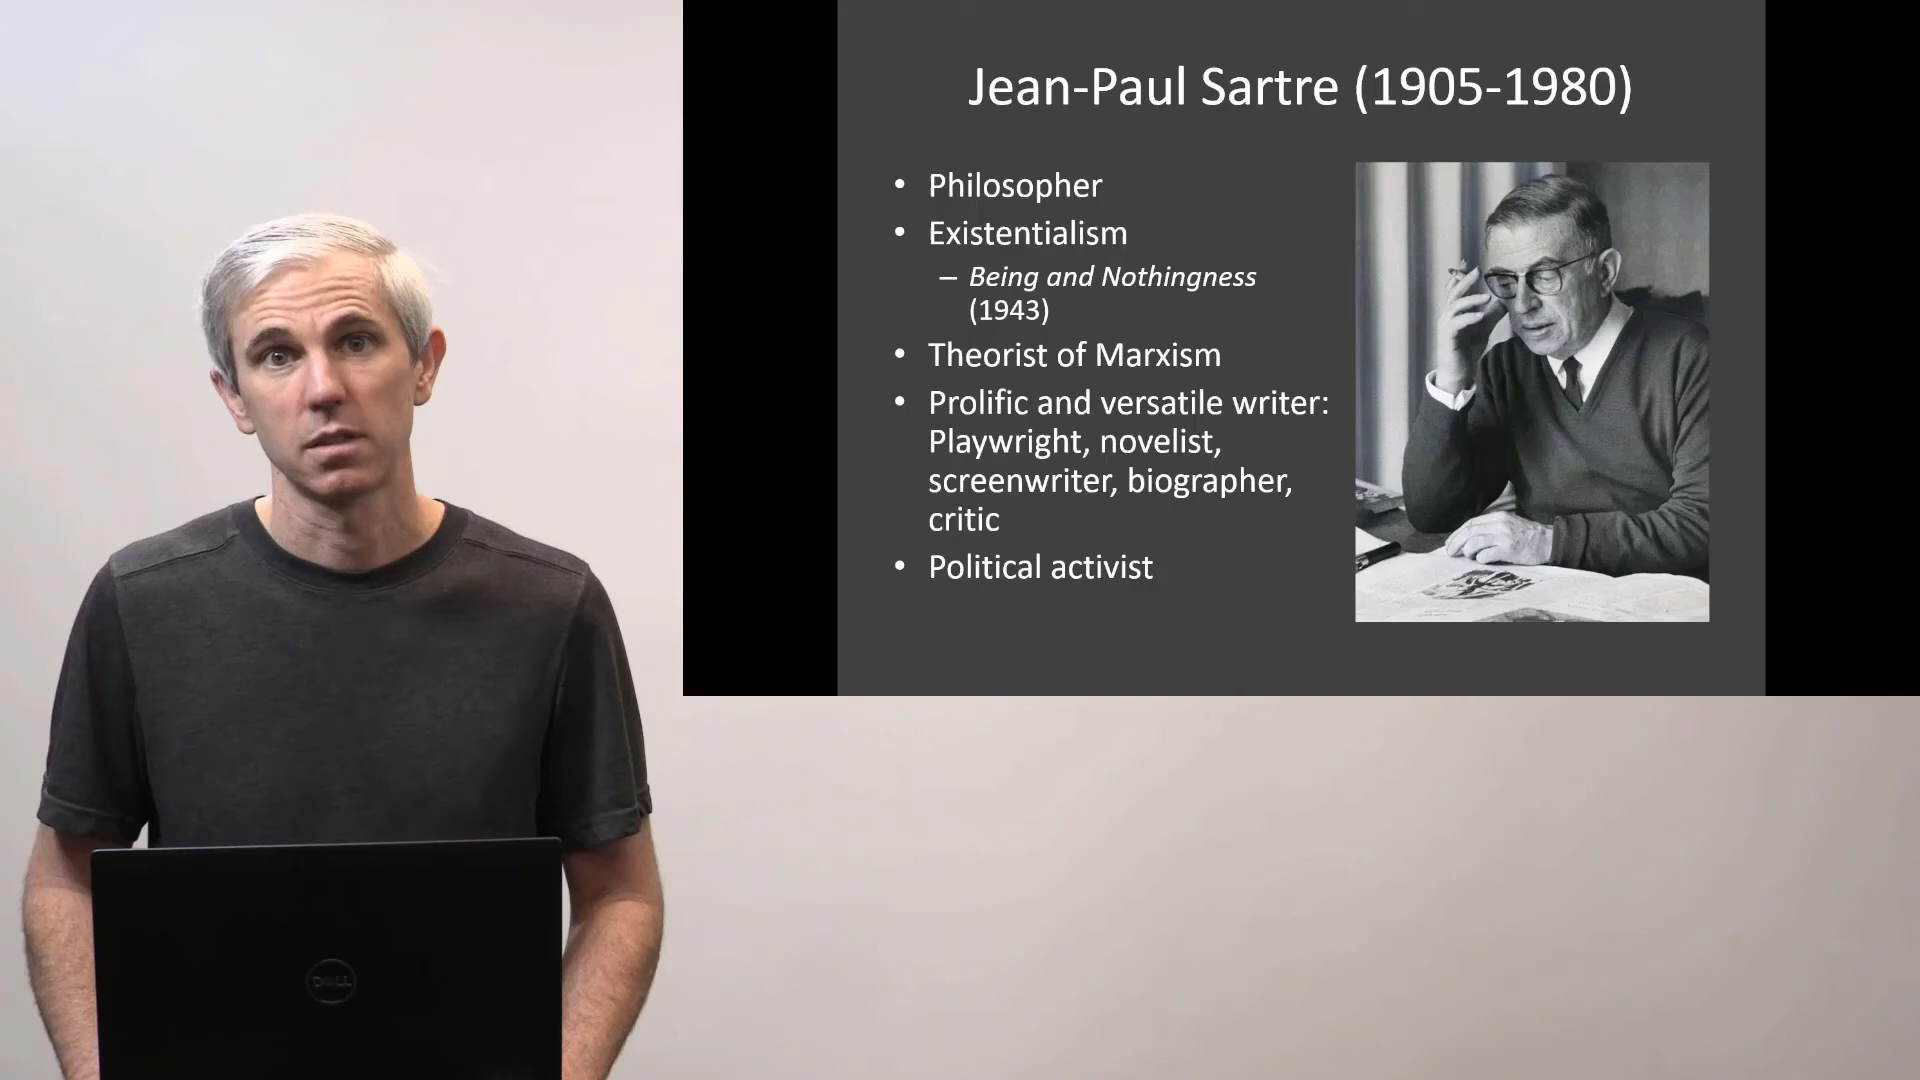 Jean-Paul Sartre (1905-1980)
• Philosopher
• Existentialism
– Being and Nothingness
(1943)
• Theorist of Marxism
• Prolific and versatile writer:
Playwright, novelist,
screenwriter, biographer,
critic
• Political activist
DELL